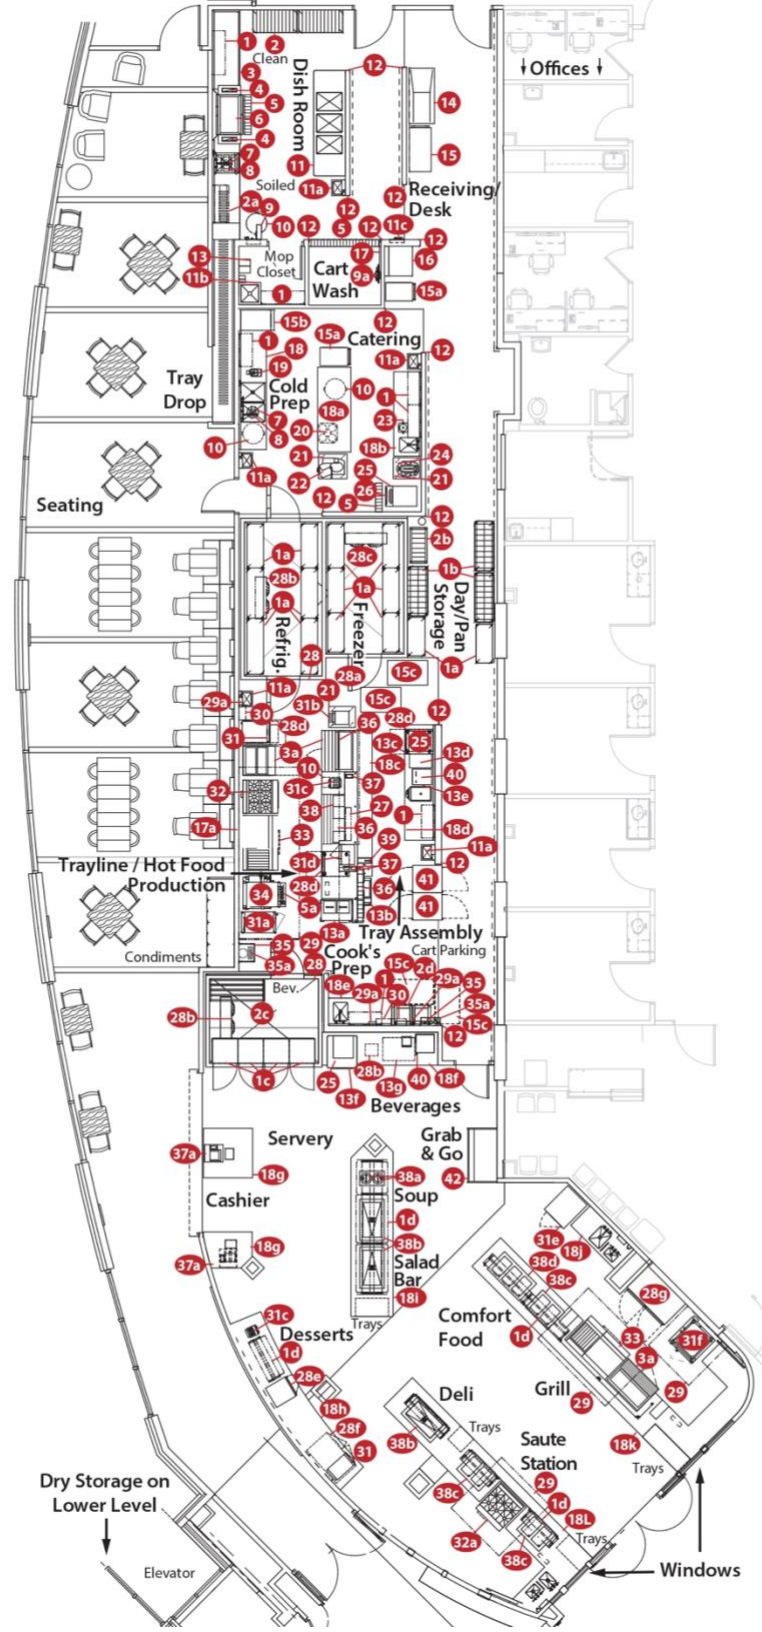 1
2
Clean
Offices
3
12
4
Dish Room
5
14
6
4
7
15
8
11
Soiled
11a
Receiving/
Desk
2a
9
12
12
10
12
5
12
11c
12
13
Mop
Closet
17
16
11b
Cart
Wash
9a
1
15a
12
15b
15a
Catering
1
18
11a
12
19
Tray
Drop
Cold
Prep
10
1
18a
7
23
20
8
18b
10
21
24
25
11a
22
21
26
Seating
12
5
12
2b
1a
28c
28b
1a
1b
1a
Refrig.
Freezer
Day/Pan
Storage
28
28a
15c
1a
11a
21
29a
31b
15c
30
28d
36
28d
12
31
13c
25
3a
18c
13d
10
37
40
32
31c
13e
38
27
1
17a
36
18d
33
39
11a
Trayline / Hot Food
Production
31d
37
12
28d
36
41
34
5a
13b
41
31a
13a
Tray Assembly
35
29
Cook's
Prep
Cart Parking
Condiments
35a
28
15c
2d
29a
Bev.
18e
1
35
29a
30
35a
28b
2c
15c
12
1c
25
28b
40
18f
13f
13g
Beverages
Servery
Grab
& Go
37a
18g
38a
42
Cashier
Soup
1d
31e
18g
38b
18j
37a
Salad
Bar
38d
38c
28g
18i
Comfort
Food
31c
Trays
1d
33
31f
Desserts
1d
3a
28e
Deli
Grill
29
29
18h
28f
38b
Trays
18k
31
Saute
Station
Trays
Dry Storage on
Lower Level
29
38c
1d
18L
32a
Trays
38c
Elevator
Windows